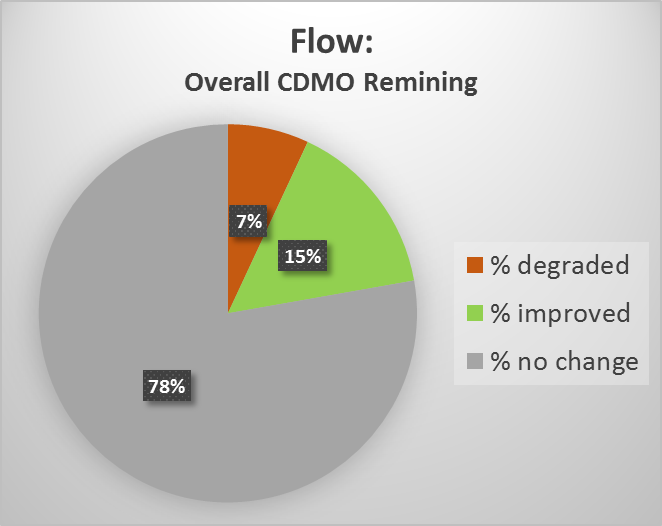 Flow:
Overall CDMO Remining
7%
15%
78%
% degraded
% improved
% no change